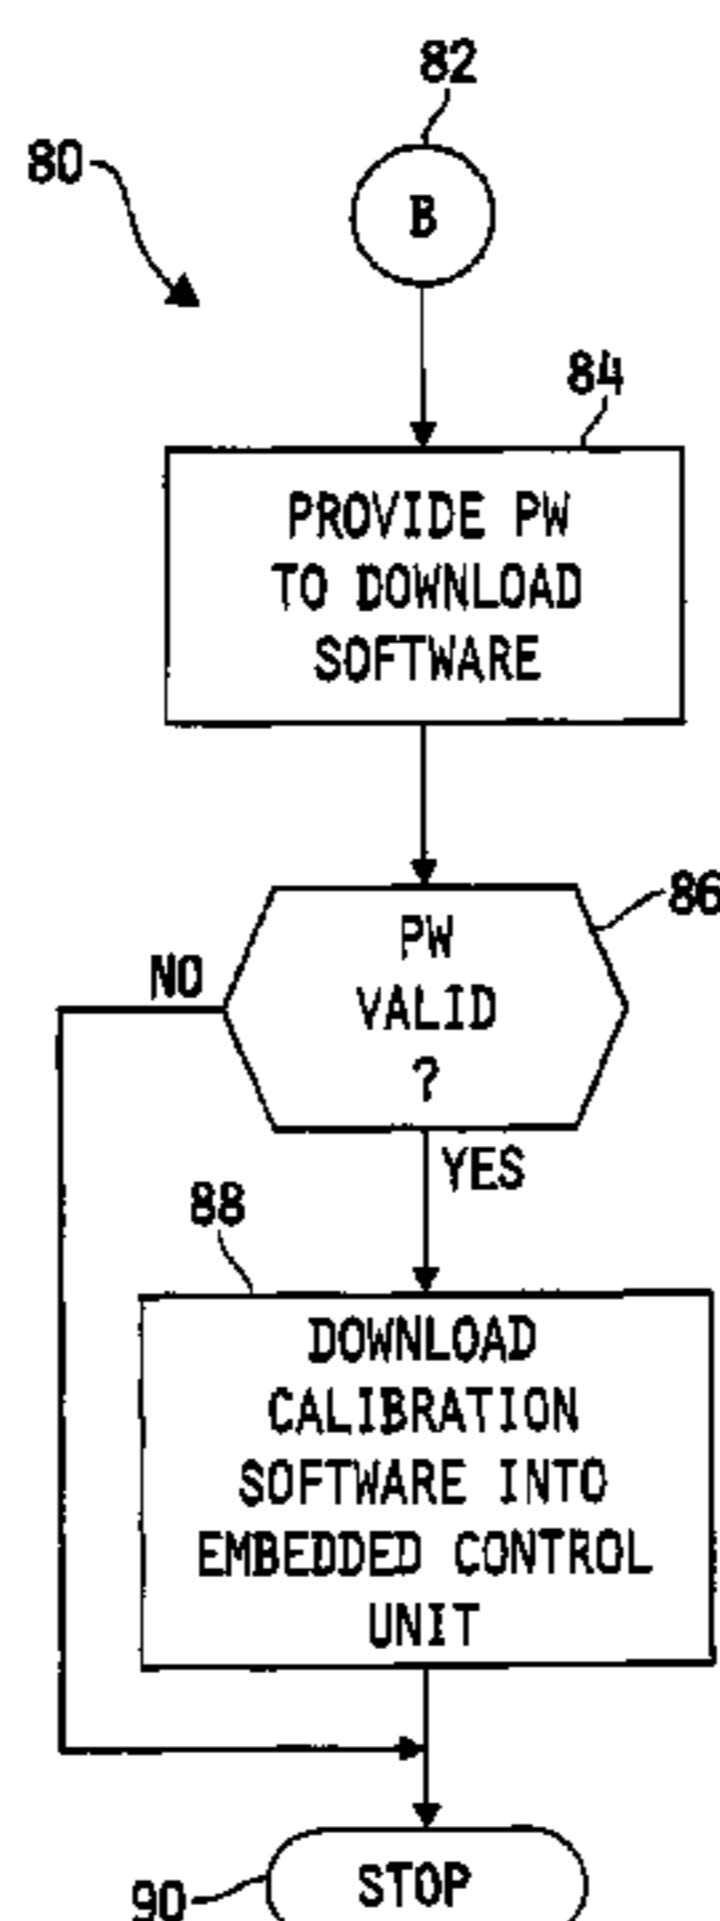 82
80
B
84
PROVIDE PW
TO DOWNLOAD
SOFTWARE
86
PW
VALID
?
NO
YES
88
DOWNLOAD
CALIBRATION
SOFTWARE INTO
EMBEDDED CONTROL
UNIT
STOP
90